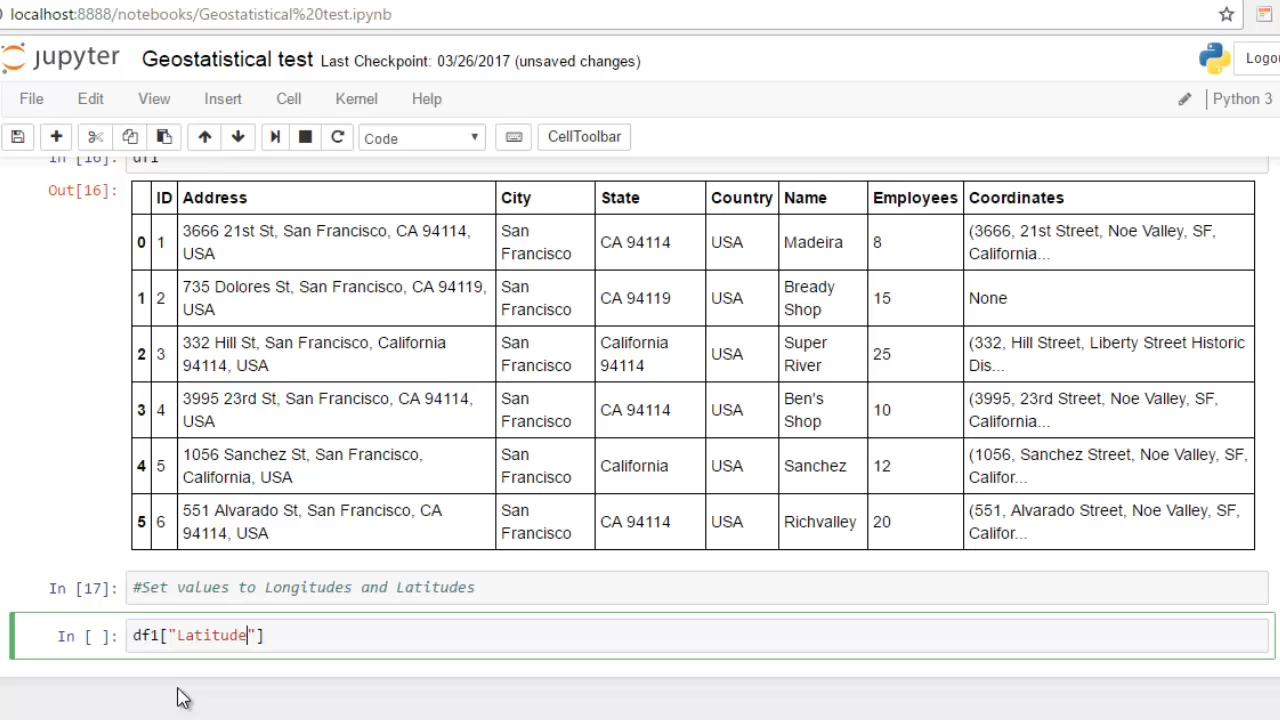 localhost:8888/notebooks/Geostatistical%20test.ipynb
jupyter Geostatistical test Last Checkpoint: 03/26/2017 (unsaved changes)
File Edit View Insert Cell Kernel Help Python 3
Code CellToolbar
In [16]: df1
Out[16]:
ID Address City State Country Name Employees Coordinates
0 1 3666 21st St, San Francisco, CA 94114, USA San Francisco CA 94114 USA Madeira 8 (3666, 21st Street, Noe Valley, SF, California...
1 2 735 Dolores St, San Francisco, CA 94119, USA San Francisco CA 94119 USA Bready Shop 15 None
2 3 332 Hill St, San Francisco, California 94114, USA San Francisco California 94114 USA Super River 25 (332, Hill Street, Liberty Street Historic Dis...
3 4 3995 23rd St, San Francisco, CA 94114, USA San Francisco CA 94114 USA Ben's Shop 10 (3995, 23rd Street, Noe Valley, SF, California...
4 5 1056 Sanchez St, San Francisco, California, USA San Francisco California USA Sanchez 12 (1056, Sanchez Street, Noe Valley, SF, Califor...
5 6 551 Alvarado St, San Francisco, CA 94114, USA San Francisco CA 94114 USA Richvalley 20 (551, Alvarado Street, Noe Valley, SF, Califor...
In [17]: #Set values to Longitudes and Latitudes
In [ ]: df1["Latitude"]